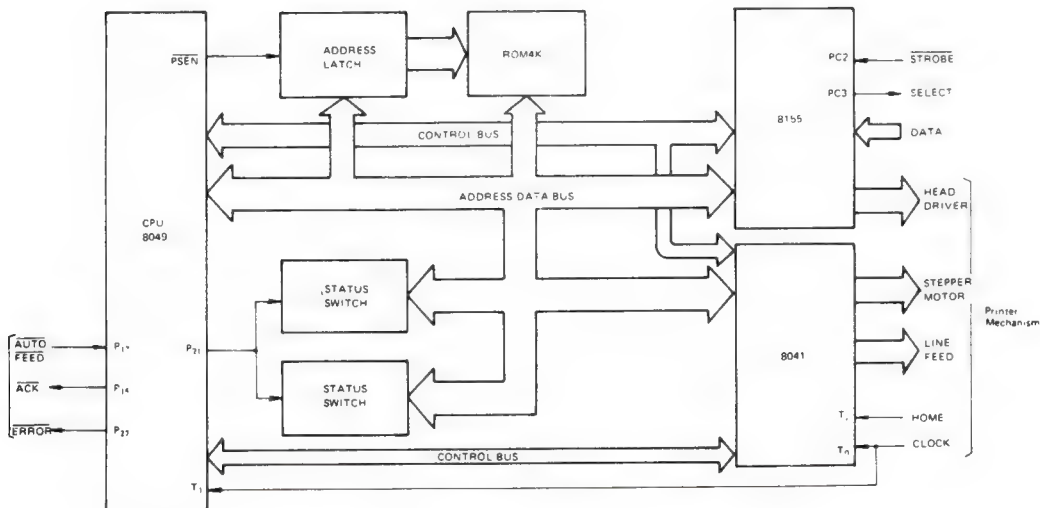 PSEN
ADDRESS
LATCH
ROM4K
PC2
STROBE
PC3
SELECT
8155
DATA
CONTROL BUS
HEAD
DRIVER
ADDRESS DATA BUS
CPU
8049
STATUS
SWITCH
STEPPER
MOTOR
Printer
Mechanism
AUTO
FEED
P21
8041
LINE
FEED
ACK
P14
STATUS
SWITCH
ERROR
HOME
CLOCK
CONTROL BUS
T1